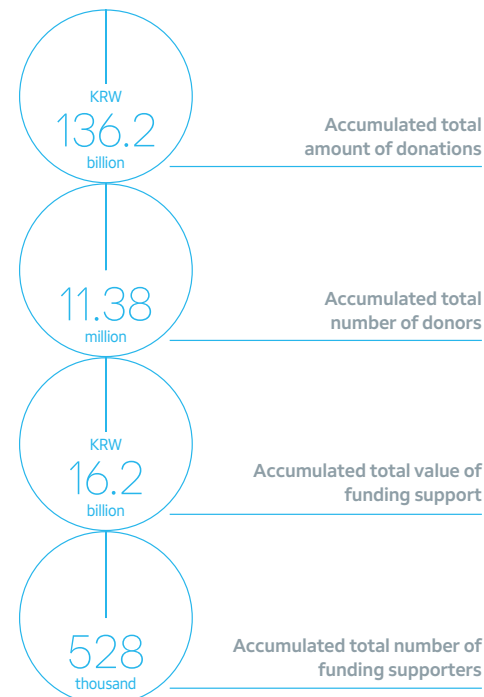 KRW
136.2
billion
Accumulated total
amount of donations
11.38
million
Accumulated total
number of donors
KRW
16.2
billion
Accumulated total value of
funding support
528
thousand
Accumulated total number of
funding supporters